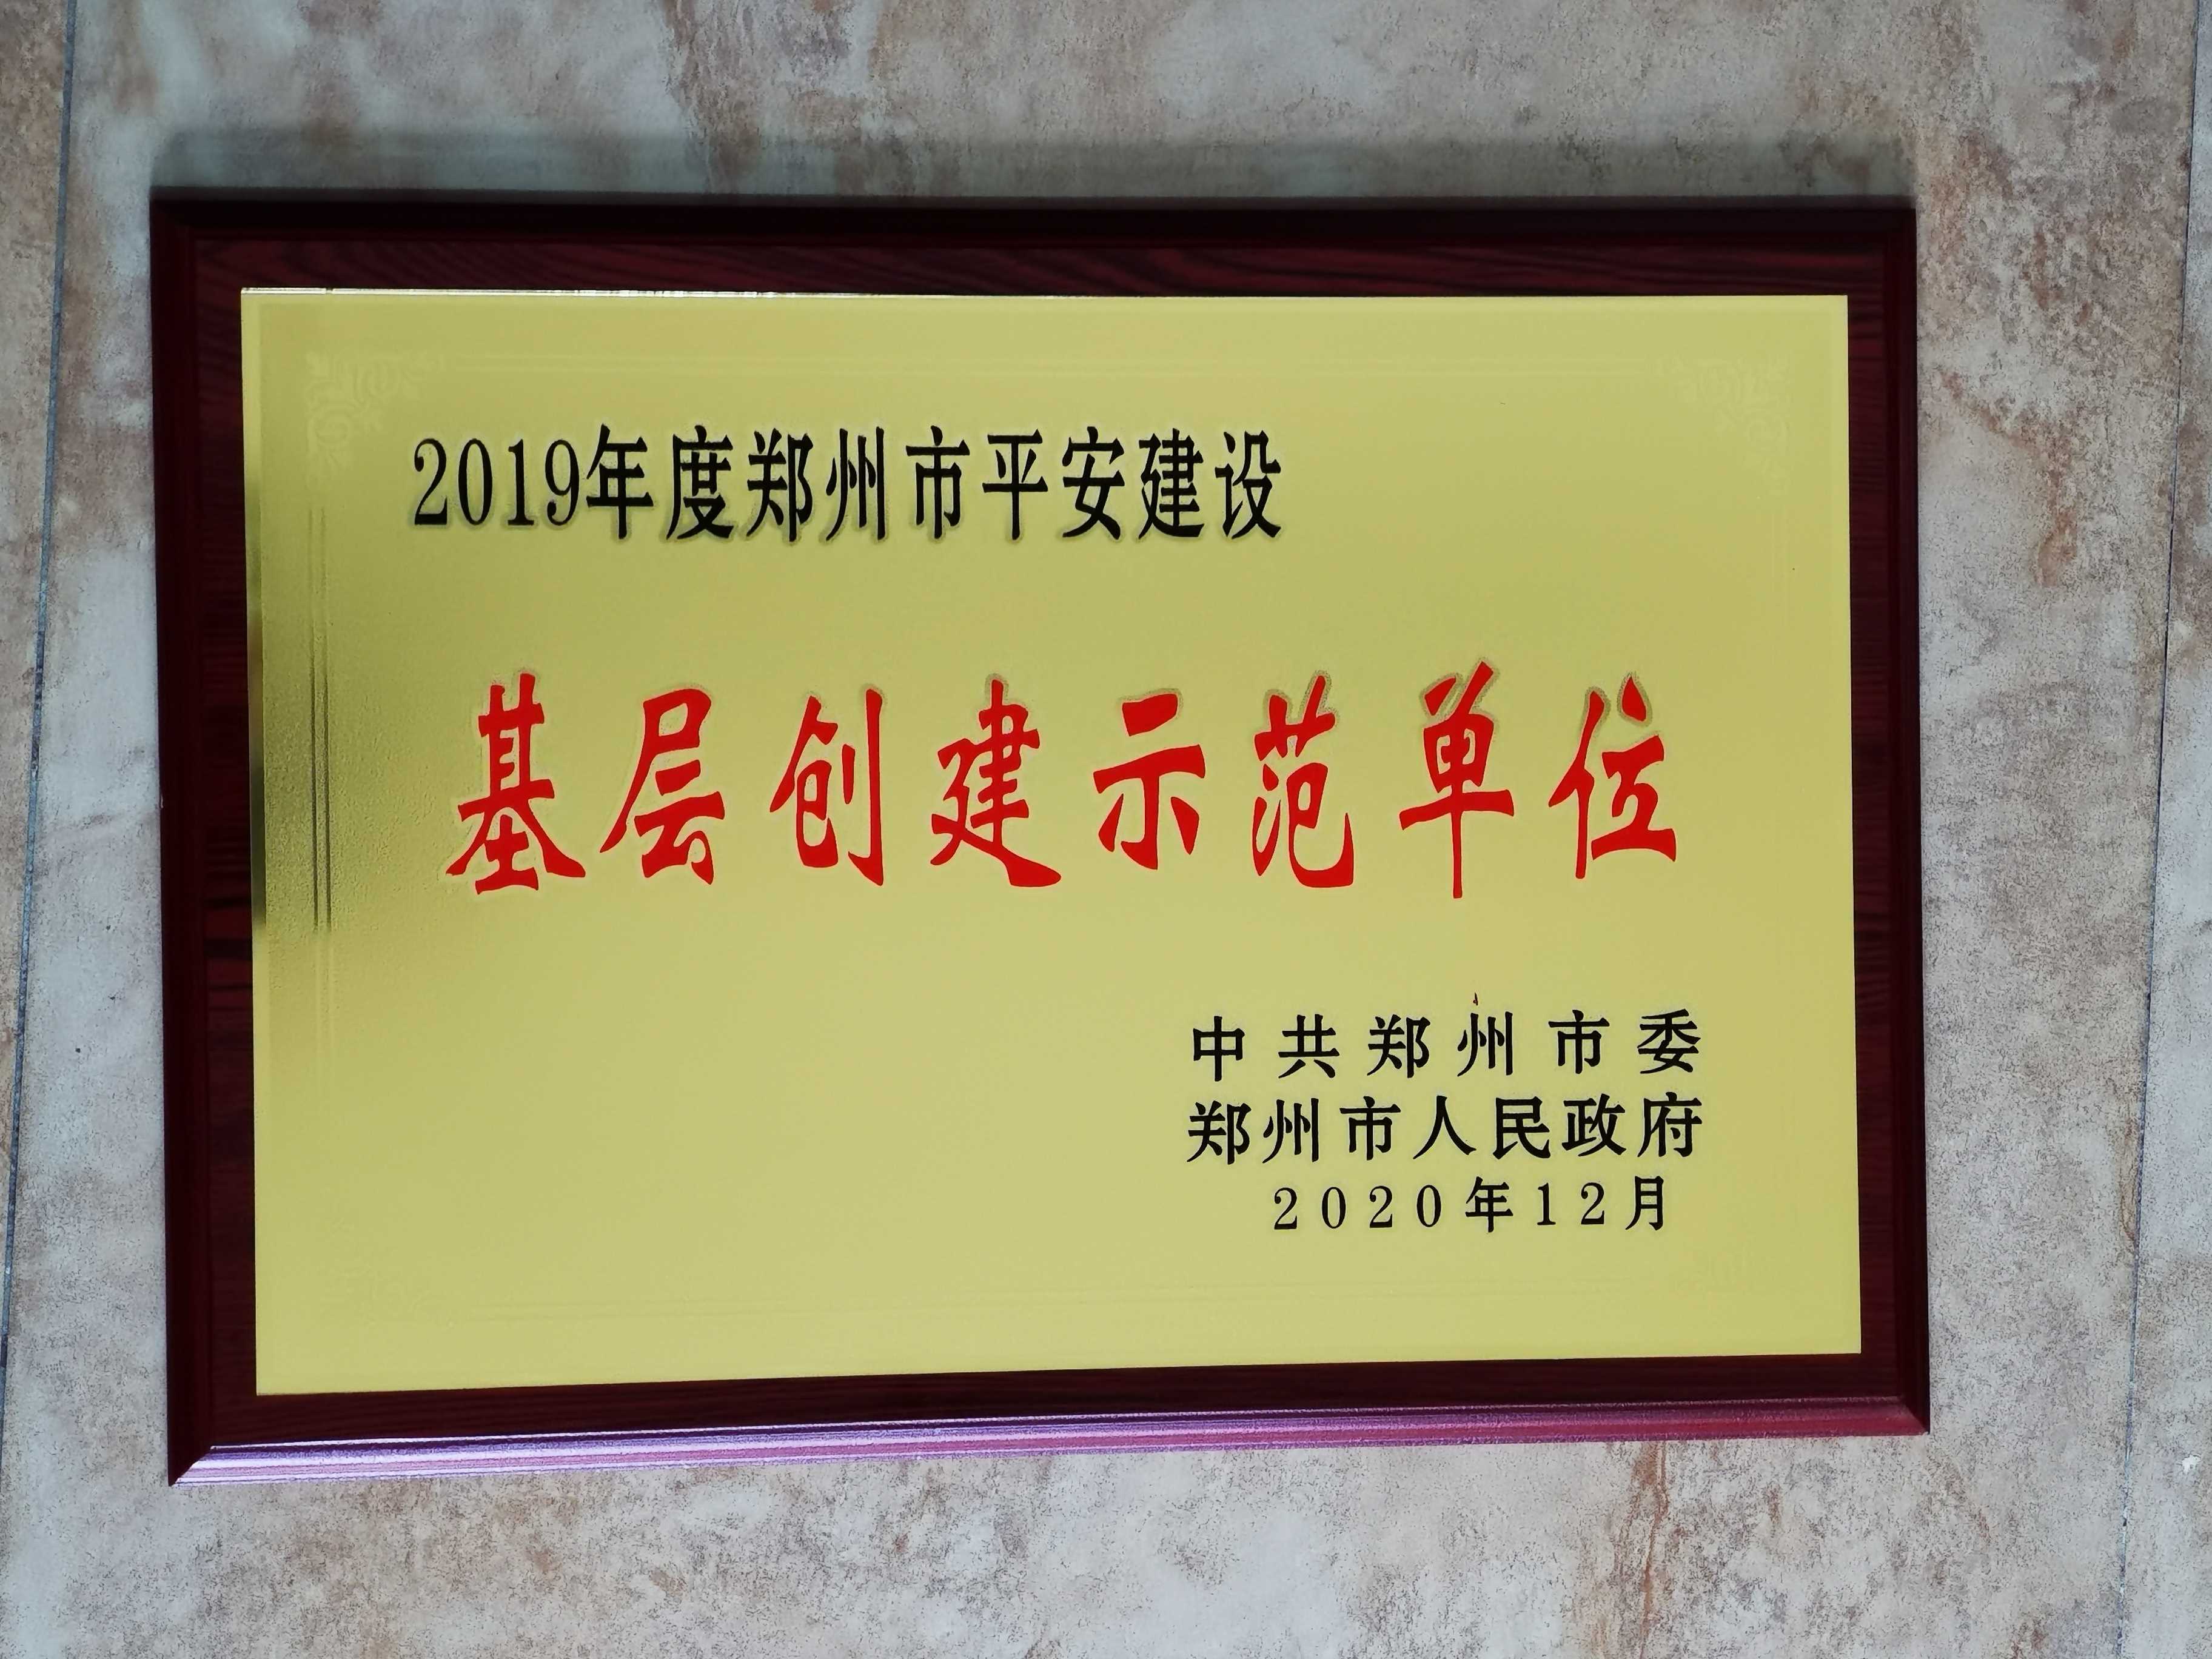 2019年度郑州市平安建设
基层创建示范单位
中共郑州市委
郑州市人民政府
2020年12月